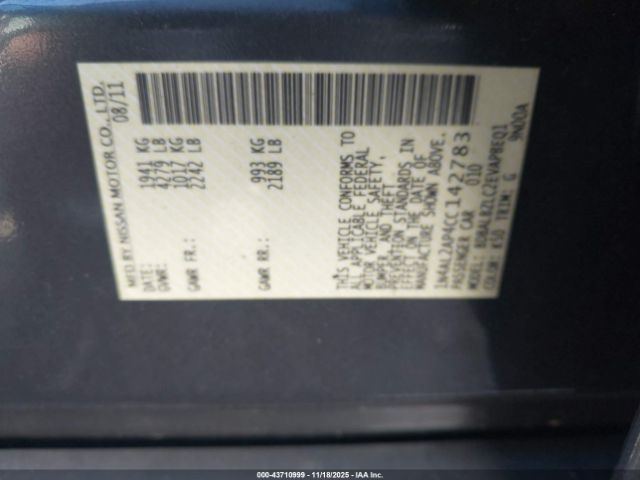 MFD BY NISSAN MOTOR CO., LTD.
08/11
GVWR: 1941 KG
4279 LB
GAWR FR.: 1017 KG
2242 LB
GAWR RR.: 993 KG
2189 LB
THIS VEHICLE CONFORMS TO
ALL APPLICABLE FEDERAL
MOTOR VEHICLE SAFETY,
BUMPER, AND THEFT
PREVENTION STANDARDS IN
EFFECT ON THE DATE OF
MANUFACTURE SHOWN ABOVE.
1N4AL2AP4CC142783
PASSENGER CAR 010
MODEL:
COLOR: K50 TRIM: G 9N00A
000-43710999 — 11/18/2025 — IAA Inc.